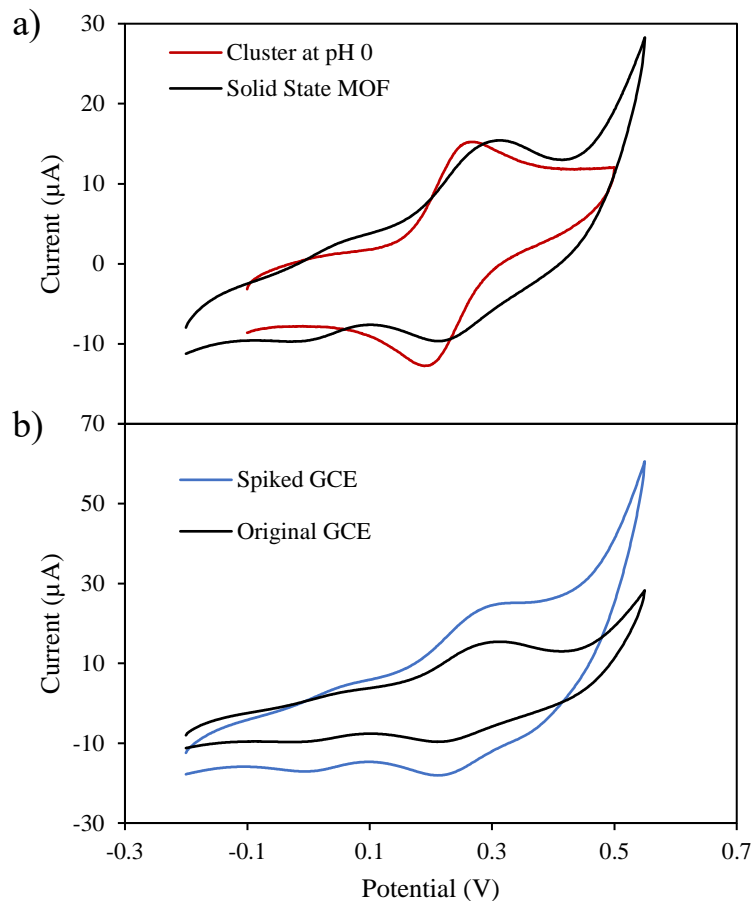 a)
30
20
10
0
-10
Current (µA)
Cluster at pH 0
Solid State MOF
b)
70
50
30
10
-10
-30
Current (µA)
Spiked GCE
Original GCE
-0.3
-0.1
0.1
0.3
0.5
0.7
Potential (V)